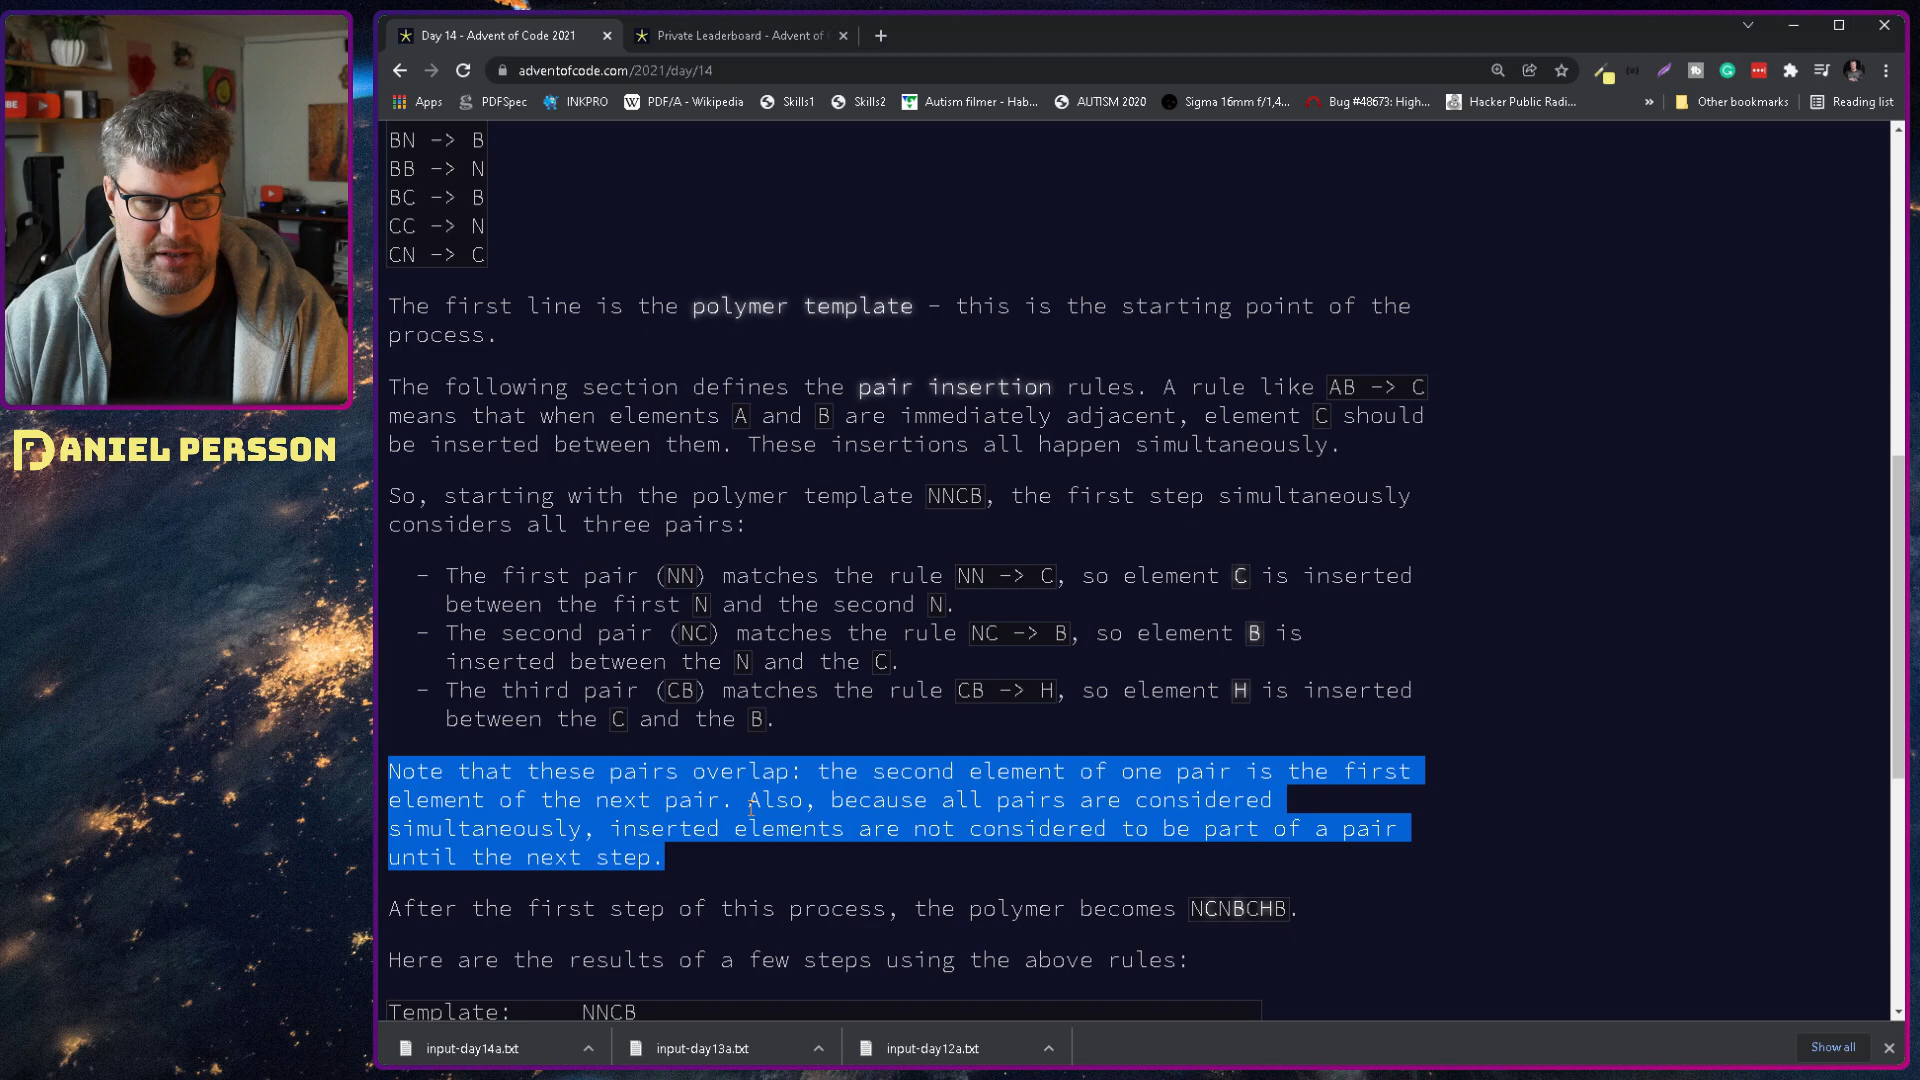 Day 14 - Advent of Code 2021
Private Leaderboard - Advent of
adventofcode.com/2021/day/14
Apps
PDFSpec
INKPRO
PDF/A - Wikipedia
Skills1
Skills2
Autism filmer - Hab...
AUTISM 2020
Sigma 16mm f/1,4...
Bug #48673: High...
Hacker Public Radi...
»
Other bookmarks
Reading list
BN -> B
BB -> N
BC -> B
CC -> N
CN -> C
The first line is the polymer template - this is the starting point of the
process.
The following section defines the pair insertion rules. A rule like AB -> C
means that when elements A and B are immediately adjacent, element C should
be inserted between them. These insertions all happen simultaneously.
So, starting with the polymer template NNCB, the first step simultaneously
considers all three pairs:
- The first pair (NN) matches the rule NN -> C, so element C is inserted
between the first N and the second N.
- The second pair (NC) matches the rule NC -> B, so element B is
inserted between the N and the C.
- The third pair (CB) matches the rule CB -> H, so element H is inserted
between the C and the B.
Note that these pairs overlap: the second element of one pair is the first
element of the next pair. Also, because all pairs are considered
simultaneously, inserted elements are not considered to be part of a pair
until the next step.
After the first step of this process, the polymer becomes NCNBCHB.
Here are the results of a few steps using the above rules:
Template: NNCB
input-day14a.txt
input-day13a.txt
input-day12a.txt
Show all
DANIEL PERSSON